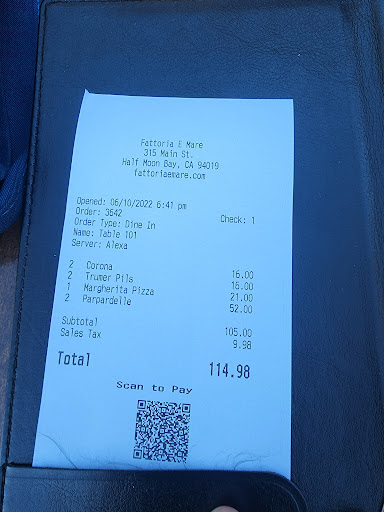 Fattoria E Mare
315 Main St.
Half Moon Bay, CA 94019
fattoriaemare.com
Opened: 06/10/2022 6:41 pm
Order: 3642 Check: 1
Order Type: Dine In
Name: Table 101
Server: Alexa
2 Corona 16.00
2 Trumer Pils 16.00
1 Margherita Pizza 21.00
2 Parpardelle 52.00
Subtotal 105.00
Sales Tax 9.98
Total 114.98
Scan to Pay